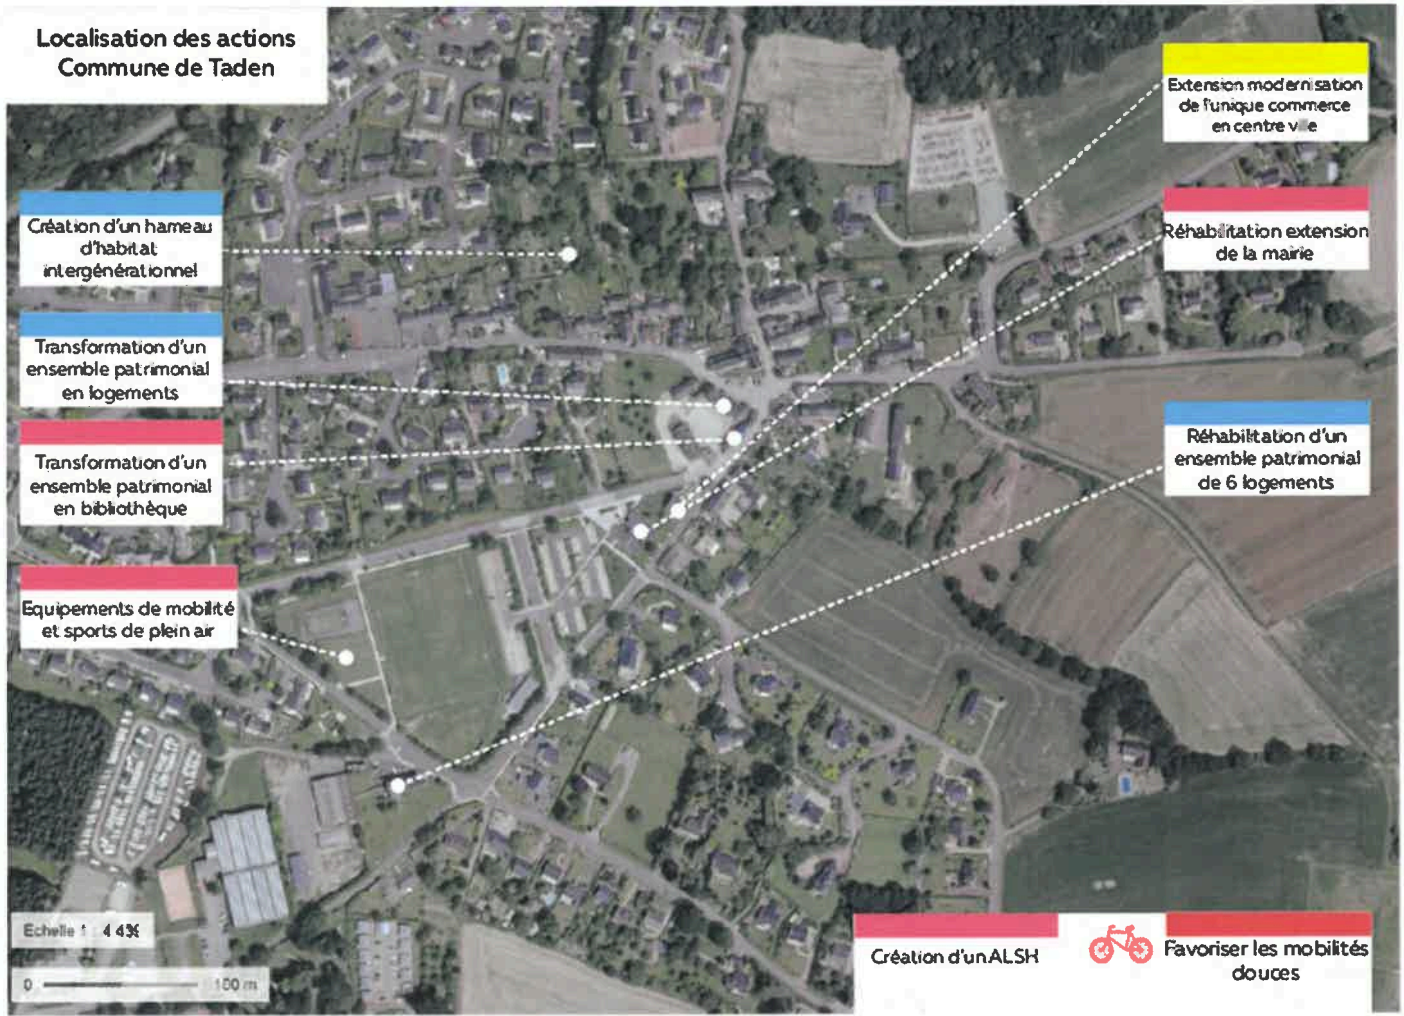 Localisation des actions
Commune de Taden
Extension modernisation
de l'unique commerce
en centre
Réhabilitation extension
de la mairie
Création d'un hameau
d'habitat
intergénérationnel
Transformation d'un
ensemble patrimonial
en logements
Transformation d'un
ensemble patrimonial
en bibliothèque
Réhabilitation d'un
ensemble patrimonial
de 6 logements
Equipements de mobilité
et sports de plein air
Echelle
0 100 m
Création d'un ALSH
Favoriser les mobilités
douces